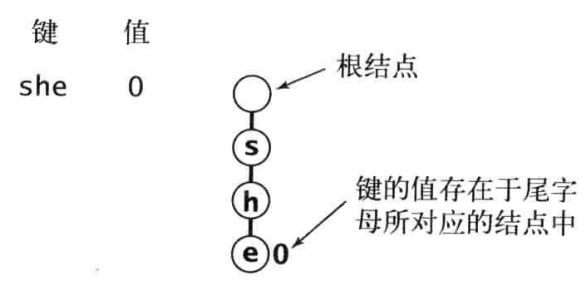 键 值
she 0
根结点
s
h
键的值存在于尾字
母所对应的结点中
e 0